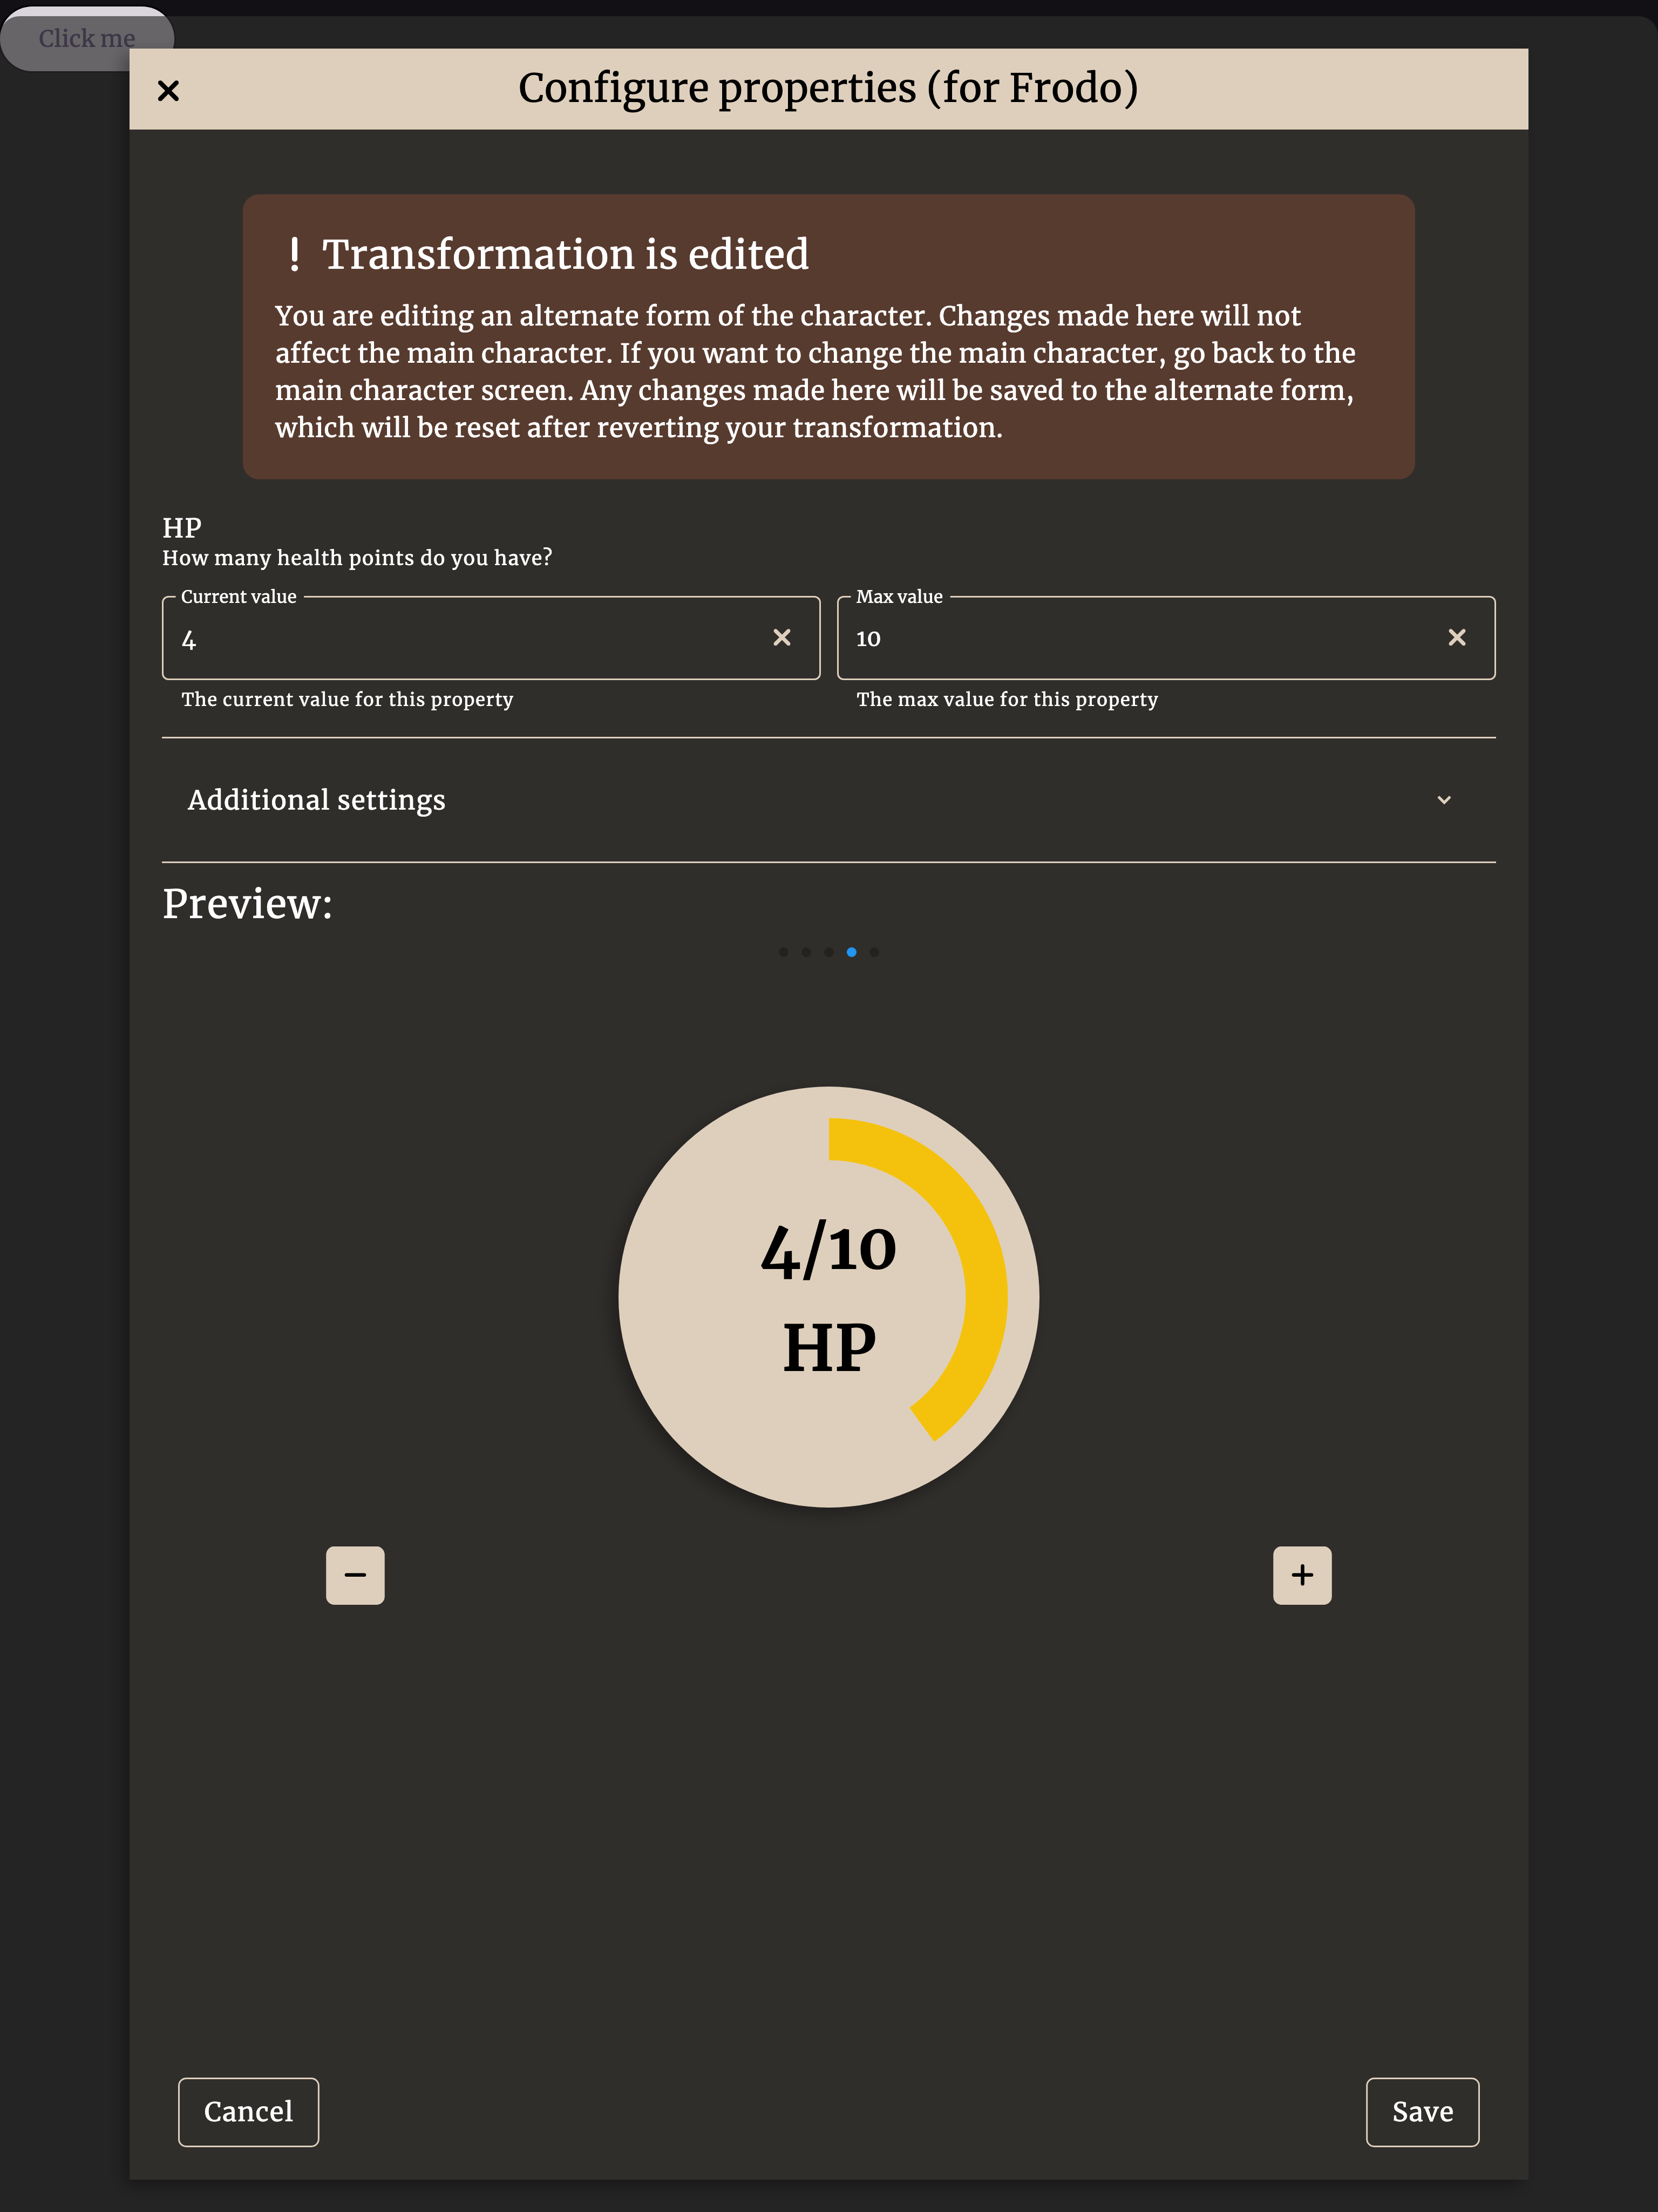 Click me
Configure properties (for Frodo)
! Transformation is edited
You are editing an alternate form of the character. Changes made here will not
affect the main character. If you want to change the main character, go back to the
main character screen. Any changes made here will be saved to the alternate form,
which will be reset after reverting your transformation.
HP
How many health points do you have?
Current value
4
The current value for this property
Max value
10
The max value for this property
Additional settings
Preview:
4/10
HP
Cancel
Save